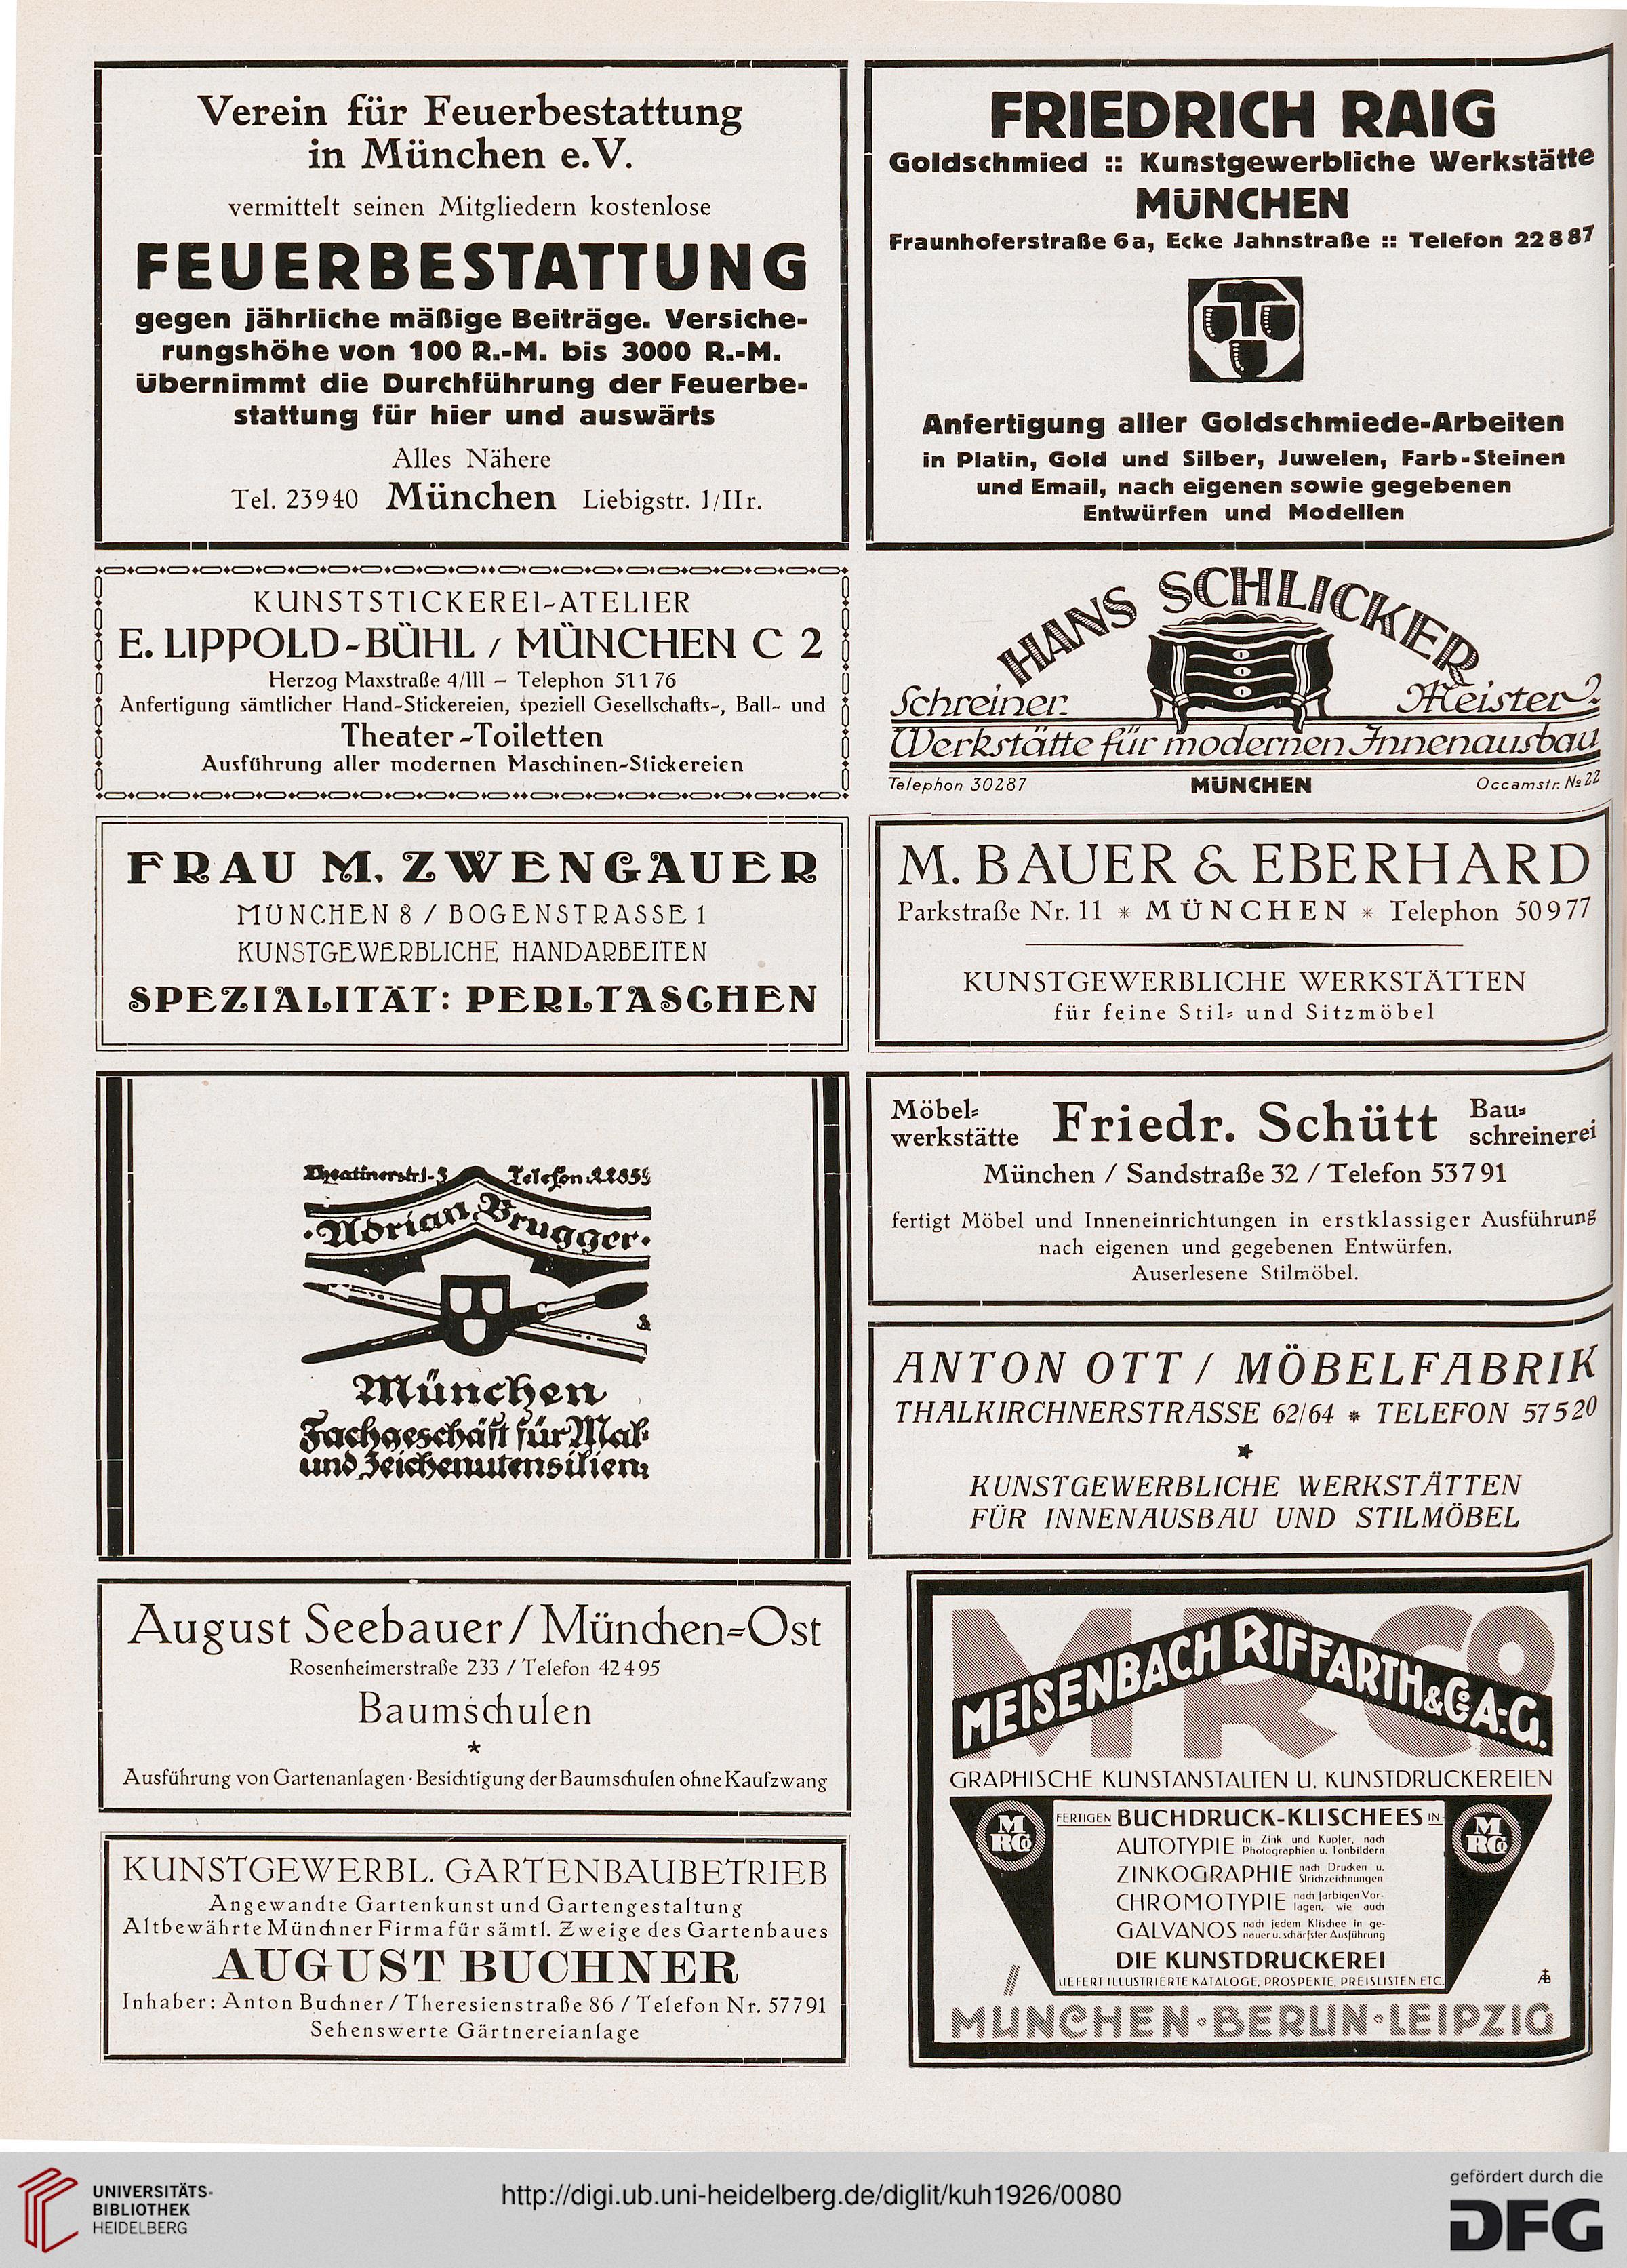 Verein für Feuerbestattung
in München e.V.
vermittelt seinen Mitgliedern kostenlose
FEUERBESTATTUNG
gegen jährliche mäßige Beiträge. Versiche-
rungshöhe von 100 R.-M. bis 3000 R.-M.
Übernimmt die Durchführung der Feuerbe-
stattung für hier und auswärts
Alles Nähere
Tel. 23940 München Liebigstr. 1/II r.
FRIEDRICH RAIG
Goldschmied :: Kunstgewerbliche Werkstätte
MÜNCHEN
Fraunhoferstraße 6a, Ecke Jahnstraße :: Telefon 22887
Anfertigung aller Goldschmiede-Arbeiten
in Platin, Gold und Silber, Juwelen, Farb-Steinen
und Email, nach eigenen sowie gegebenen
Entwürfen und Modellen
KUNSTSTICKEREI-ATELIER
E. LIPPOLD-BÜHL / MÜNCHEN C 2
Herzog Maxstraße 4/III – Telephon 51176
Anfertigung sämtlicher Hand-Stickereien, speziell Gesellschafts-, Ball- und
Theater-Toiletten
Ausführung aller modernen Maschinen-Stickereien
HANS SCHLICKER
Schreiner- Meister
Werkstätte für modernen Innenausbau
Telephon 30287 MÜNCHEN Occamstr. No 22
FRAU M. ZWENGAUER
MÜNCHEN 8 / BOGENSTRASSE 1
KUNSTGEWERBLICHE HANDARBEITEN
SPEZIALITÄT: PERLTASCHEN
M. BAUER & EBERHARD
Parkstraße Nr. 11 * MÜNCHEN * Telephon 50977
KUNSTGEWERBLICHE WERKSTÄTTEN
für feine Stil- und Sitzmöbel
Theatinerstr. 1-3 Telefon
Adrian Brugger
München
Fachgeschäft für Mal-
und Zeichenutensilien
Möbel-
werkstätte Friedr. Schütt Bau-
schreinerei
München / Sandstraße 32 / Telefon 53791
fertigt Möbel und Inneneinrichtungen in erstklassiger Ausführung
nach eigenen und gegebenen Entwürfen.
Auserlesene Stilmöbel.
ANTON OTT / MÖBELFABRIK
THALKIRCHNERSTRASSE 62/64 * TELEFON 57520
*
KUNSTGEWERBLICHE WERKSTÄTTEN
FÜR INNENAUSBAU UND STILMÖBEL
August Seebauer / München-Ost
Rosenheimerstraße 233 / Telefon 42495
Baumschulen
*
Ausführung von Gartenanlagen · Besichtigung der Baumschulen ohne Kaufzwang
KUNSTGEWERBL. GARTENBAUBETRIEB
Angewandte Gartenkunst und Gartengestaltung
Altbewährte Münchner Firma für sämtl. Zweige des Gartenbaues
AUGUST BUCHNER
Inhaber: Anton Buchner / Theresienstraße 86 / Telefon Nr. 57791
Sehenswerte Gärtnereianlage
MRCo
MEISENBACH RIFFARTH & Co A.-G.
GRAPHISCHE KUNSTANSTALTEN U. KUNSTDRUCKEREIEN
MRCo FERTIGEN BUCHDRUCK-KLISCHEES IN: MRCo
AUTOTYPIE in Zink und Kupfer, nach Photographien u. Tonbildern
ZINKOGRAPHIE nach Drucken u. Strichzeichnungen
CHROMOTYPIE nach farbigen Vorlagen, wie auch
GALVANOS nach jedem Klischee in genauer u. schärfster Ausführung
DIE KUNSTDRUCKEREI
LIEFERT ILLUSTRIERTE KATALOGE, PROSPEKTE, PREISLISTEN ETC.
MÜNCHEN · BERLIN · LEIPZIG
UNIVERSITÄTS-
BIBLIOTHEK
HEIDELBERG
http://digi.ub.uni-heidelberg.de/diglit/kuh1926/0080
gefördert durch die
DFG